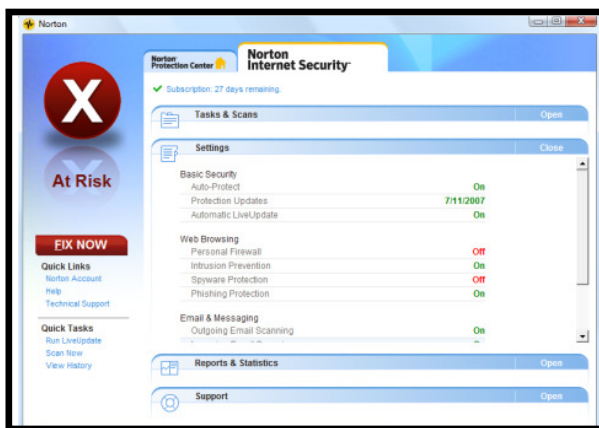 Norton
Norton Protection Center
Norton Internet Security
Subscription: 27 days remaining.
Tasks & Scans Open
Settings Close
X
At Risk
FIX NOW
Quick Links
Norton Account
Help
Technical Support
Quick Tasks
Run LiveUpdate
Scan Now
View History
Basic Security
Auto-Protect On
Protection Updates 7/11/2007
Automatic LiveUpdate On
Web Browsing
Personal Firewall Off
Intrusion Prevention On
Spyware Protection Off
Phishing Protection On
Email & Messaging
Outgoing Email Scanning On
Reports & Statistics Open
Support Open